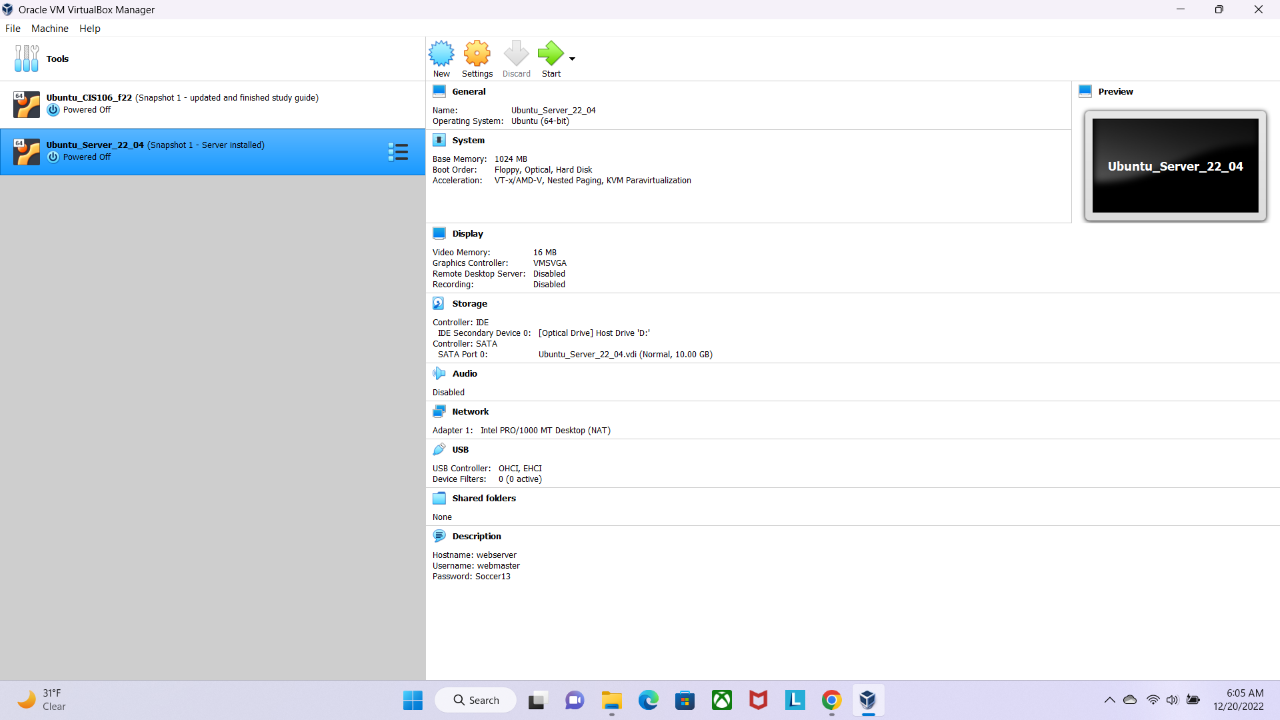 Oracle VM VirtualBox Manager
File Machine Help
Tools
New Settings Discard Start
64
Ubuntu_CIS106_f22 (Snapshot 1 - updated and finished study guide)
Powered Off
64
Ubuntu_Server_22_04 (Snapshot 1 - Server installed)
Powered Off
General
Name: Ubuntu_Server_22_04
Operating System: Ubuntu (64-bit)
System
Base Memory: 1024 MB
Boot Order: Floppy, Optical, Hard Disk
Acceleration: VT-x/AMD-V, Nested Paging, KVM Paravirtualization
Preview
Ubuntu_Server_22_04
Display
Video Memory: 16 MB
Graphics Controller: VMSVGA
Remote Desktop Server: Disabled
Recording: Disabled
Storage
Controller: IDE
IDE Secondary Device 0: [Optical Drive] Host Drive 'D:'
Controller: SATA
SATA Port 0: Ubuntu_Server_22_04.vdi (Normal, 10.00 GB)
Audio
Disabled
Network
Adapter 1: Intel PRO/1000 MT Desktop (NAT)
USB
USB Controller: OHCI, EHCI
Device Filters: 0 (0 active)
Shared folders
None
Description
Hostname: webserver
Username: webmaster
Password: Soccer13
31°F
Clear
Search
L
6:05 AM
12/20/2022